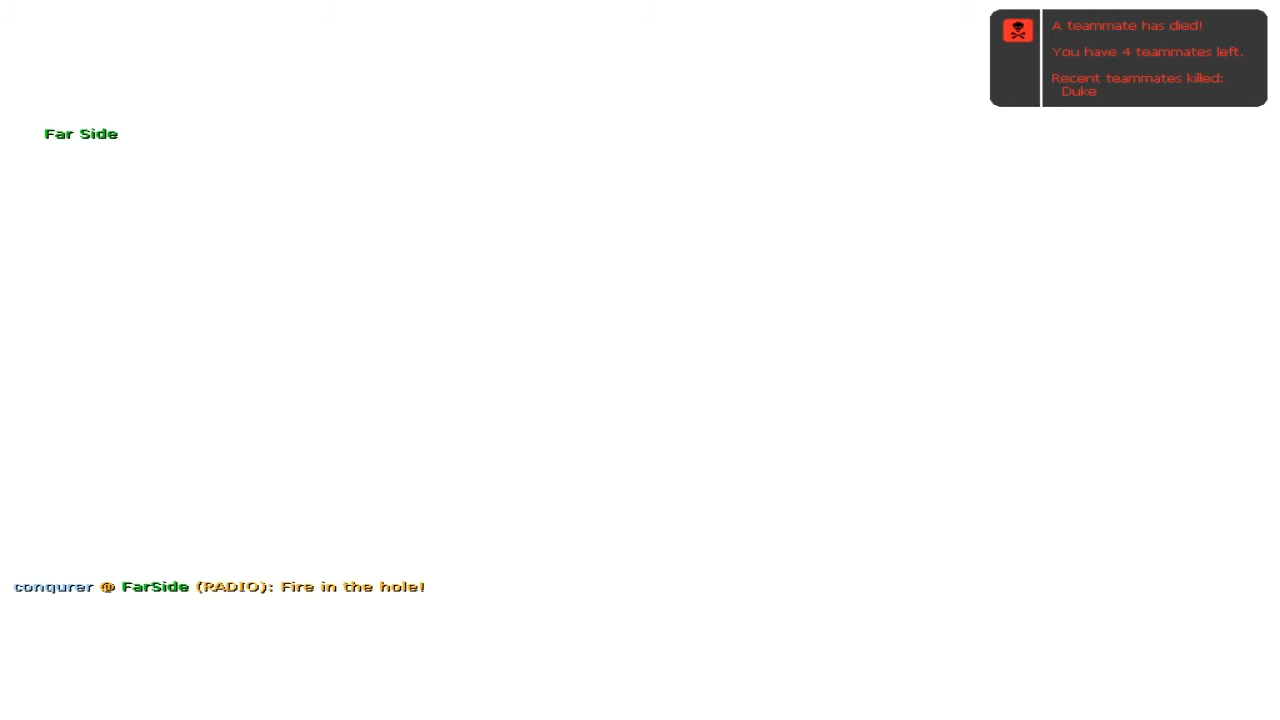 A teammate has died!
You have 4 teammates left.
Recent teammates killed:
Duke
Far Side
conqurer @ FarSide (RADIO): Fire in the hole!